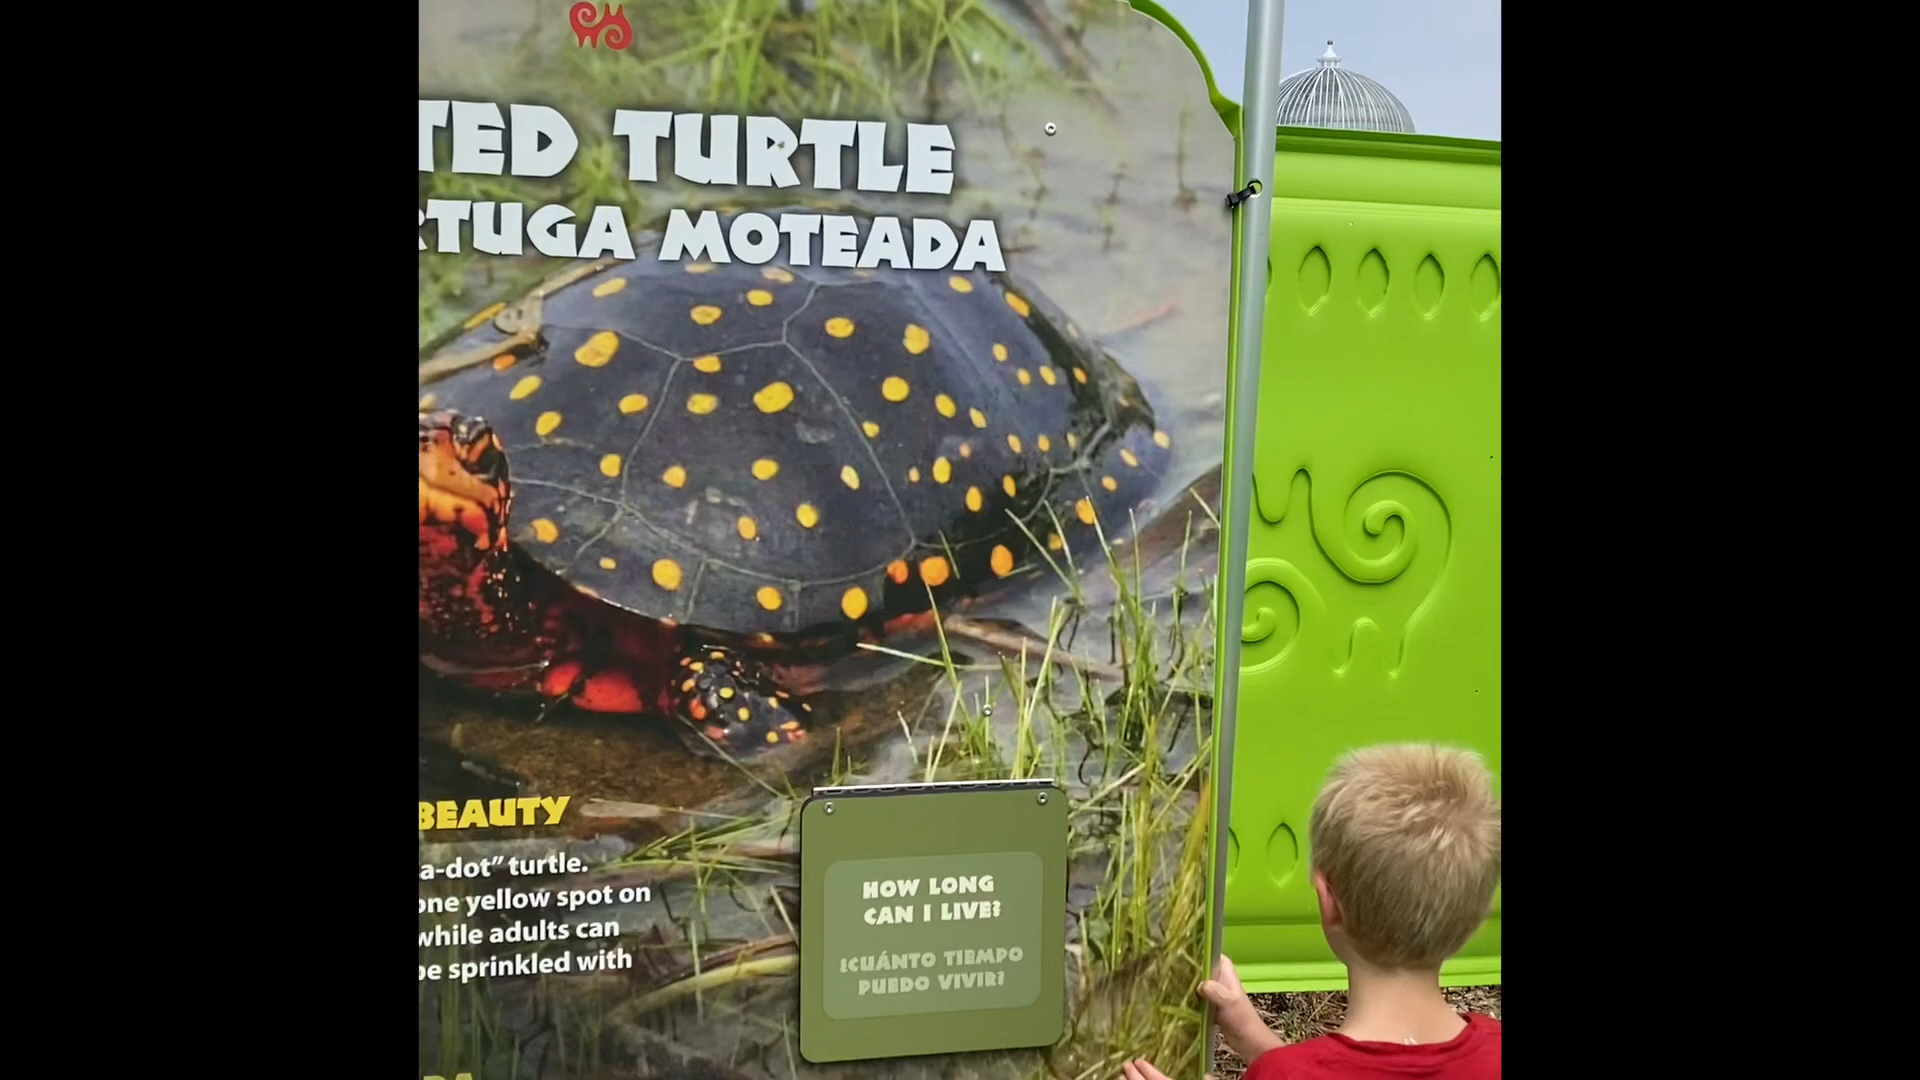 TED TURTLE
RTUGA MOTEADA
BEAUTY
a-dot” turtle.
one yellow spot on
while adults can
be sprinkled with
HOW LONG
CAN I LIVE?
¿CUÁNTO TIEMPO
PUEDO VIVIR?